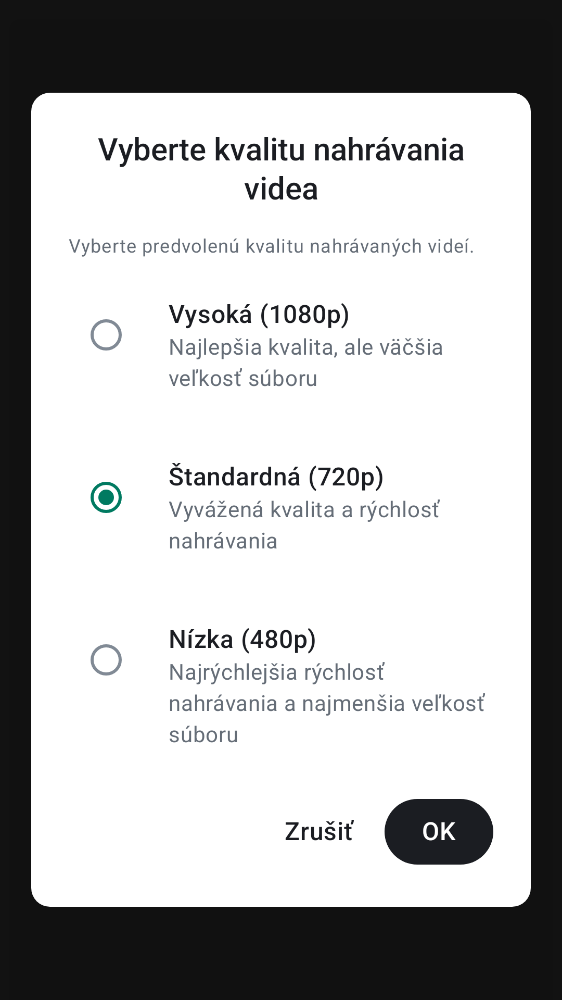 Vyberte kvalitu nahrávania
videa
Vyberte predvolenú kvalitu nahrávaných videí.
Vysoká (1080p)
Najlepšia kvalita, ale väčšia
veľkosť súboru
Štandardná (720p)
Vyvážená kvalita a rýchlosť
nahrávania
Nízka (480p)
Najrýchlejšia rýchlosť
nahrávania a najmenšia veľkosť
súboru
Zrušiť
OK